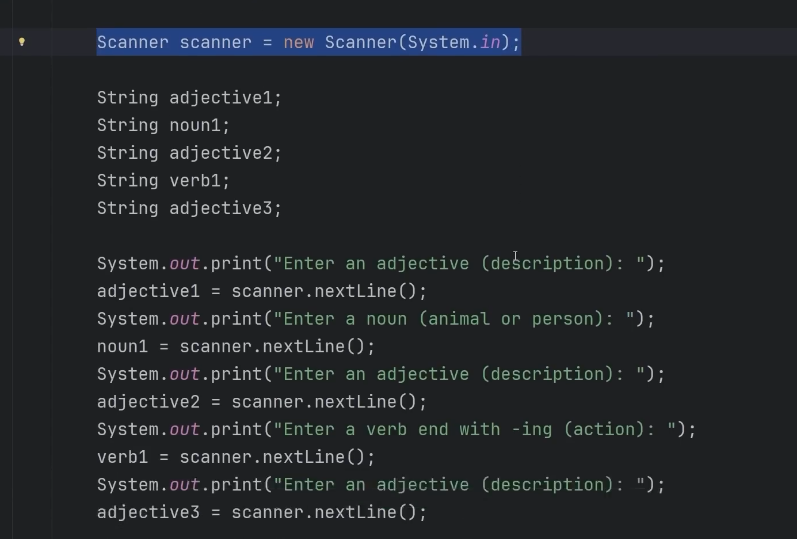 Scanner scanner = new Scanner(System.in);
String adjective1;
String noun1;
String adjective2;
String verb1;
String adjective3;
System.out.print("Enter an adjective (description): ");
adjective1 = scanner.nextLine();
System.out.print("Enter a noun (animal or person): ");
noun1 = scanner.nextLine();
System.out.print("Enter an adjective (description): ");
adjective2 = scanner.nextLine();
System.out.print("Enter a verb end with -ing (action): ");
verb1 = scanner.nextLine();
System.out.print("Enter an adjective (description): ");
adjective3 = scanner.nextLine();